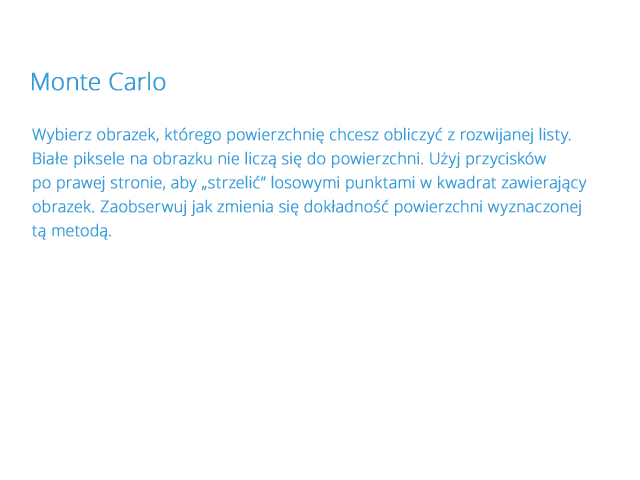 Monte Carlo
Wybierz obrazek, którego powierzchnię chcesz obliczyć z rozwijanej listy.
Białe piksele na obrazku nie liczą się do powierzchni. Użyj przycisków
po prawej stronie, aby „strzelić” losowymi punktami w kwadrat zawierający
obrazek. Zaobserwuj jak zmienia się dokładność powierzchni wyznaczonej
tą metodą.